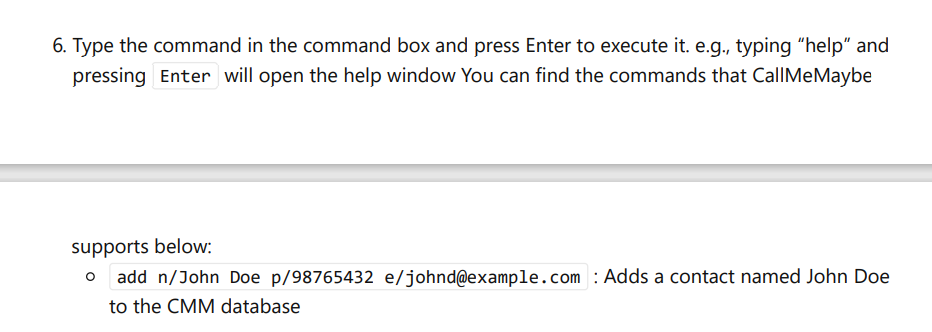 6. Type the command in the command box and press Enter to execute it. e.g., typing “help” and
pressing Enter will open the help window You can find the commands that CallMeMaybe
supports below:
○ add n/John Doe p/98765432 e/johnd@example.com : Adds a contact named John Doe
to the CMM database